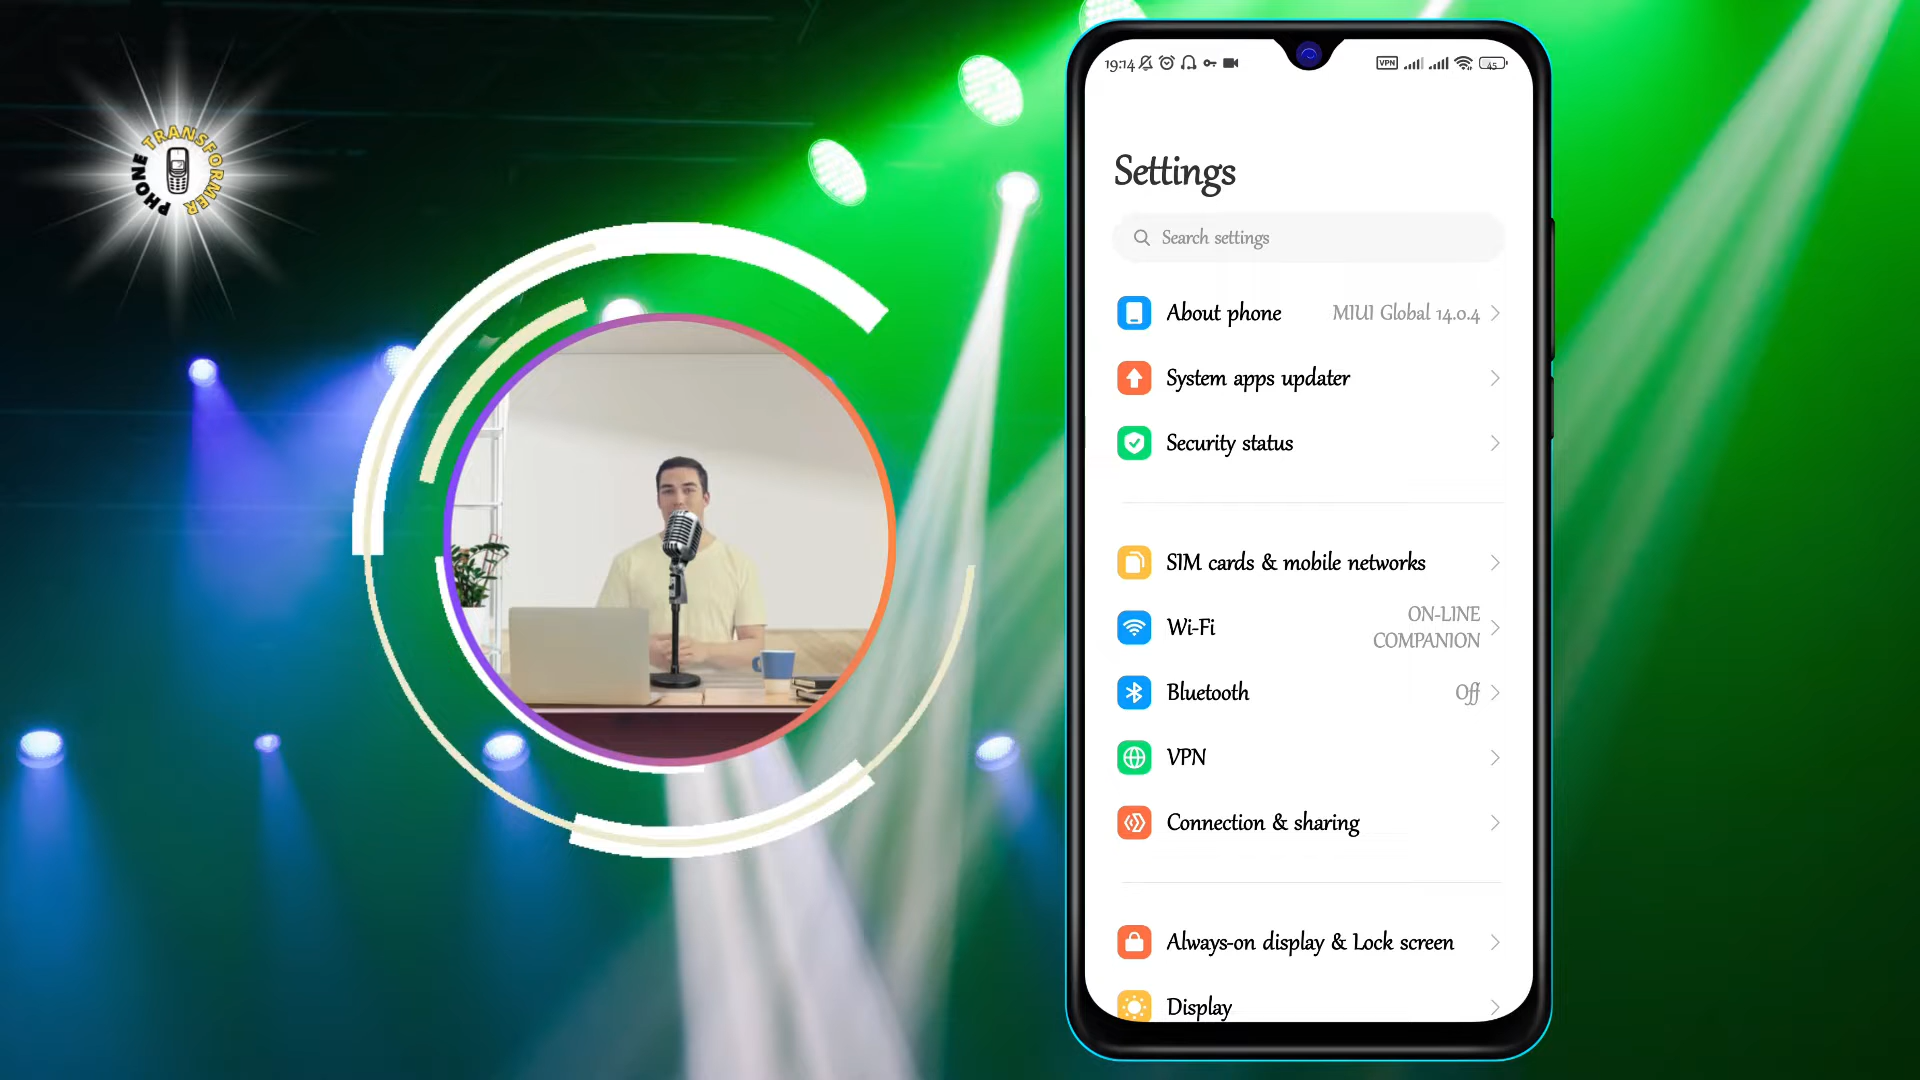 PHONE TRANSFORMER
19:14
VPN
45
Settings
Search settings
About phone MIUI Global 14.0.4
System apps updater
Security status
SIM cards & mobile networks
Wi-Fi ON-LINE
COMPANION
Bluetooth Off
VPN
Connection & sharing
Always-on display & Lock screen
Display